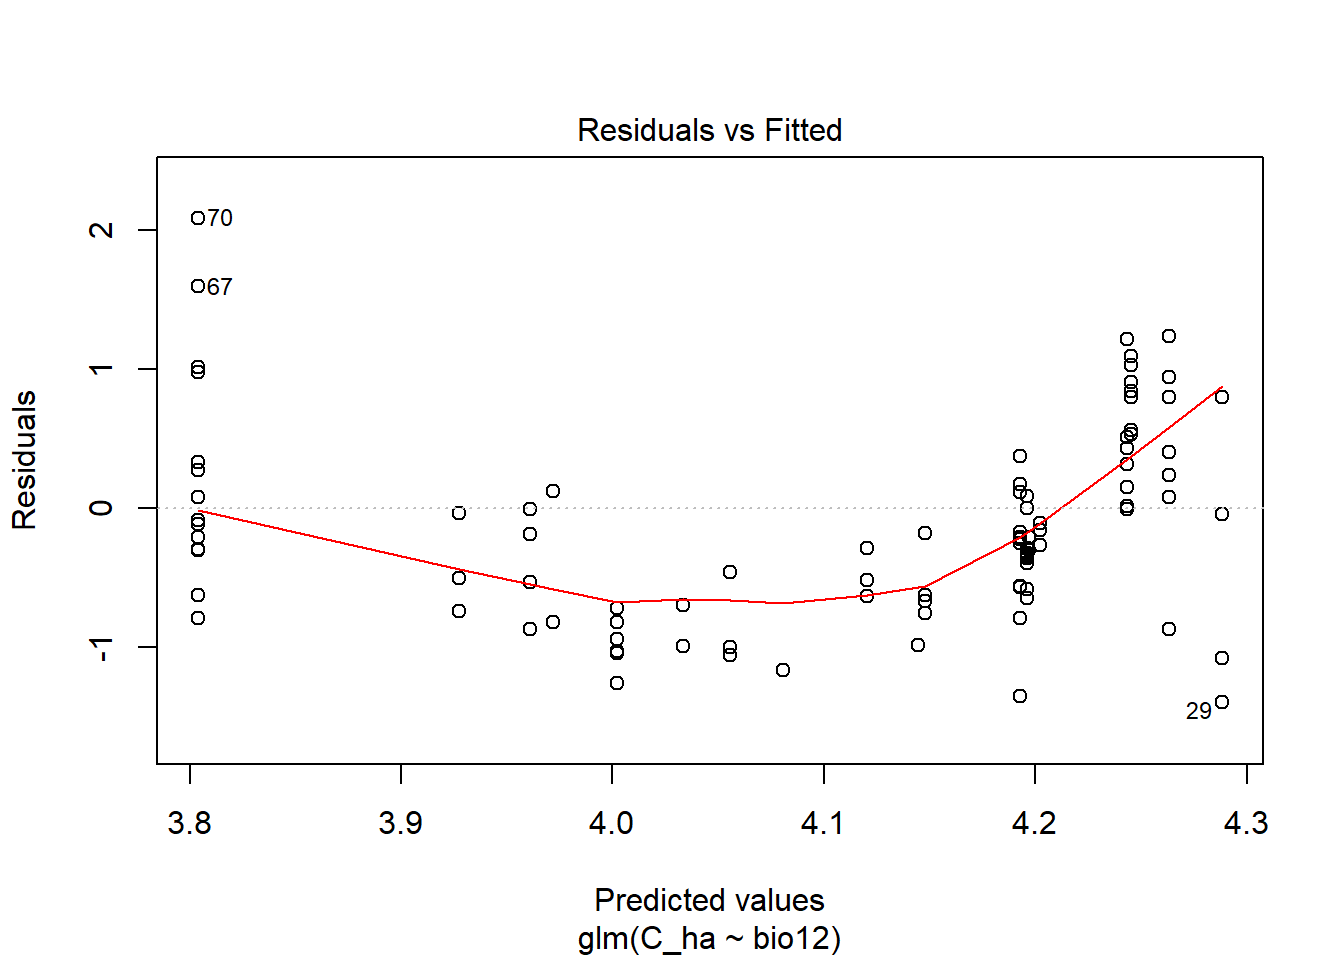 Residuals vs Fitted
Residuals
2
1
0
-1
70
67
29
3.8 3.9 4.0 4.1 4.2 4.3
Predicted values
glm(C_ha ~ bio12)